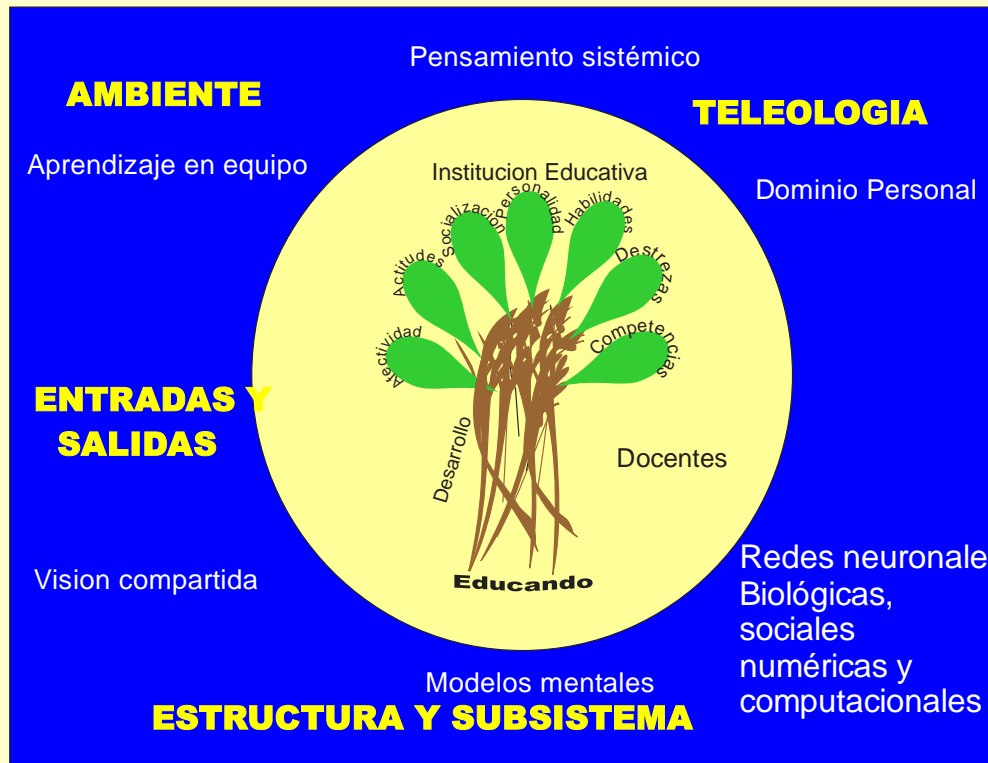 Pensamiento sistémico
AMBIENTE
TELEOLOGIA
Aprendizaje en equipo
Dominio Personal
Institucion Educativa
Afectividad
Actitudes
Socialización
Personalidad
Habilidades
Destrezas
Competencias
ENTRADAS Y
SALIDAS
Desarrollo
Docentes
Educando
Vision compartida
Redes neuronale
Biológicas,
sociales
numéricas y
computacionales
Modelos mentales
ESTRUCTURA Y SUBSISTEMA